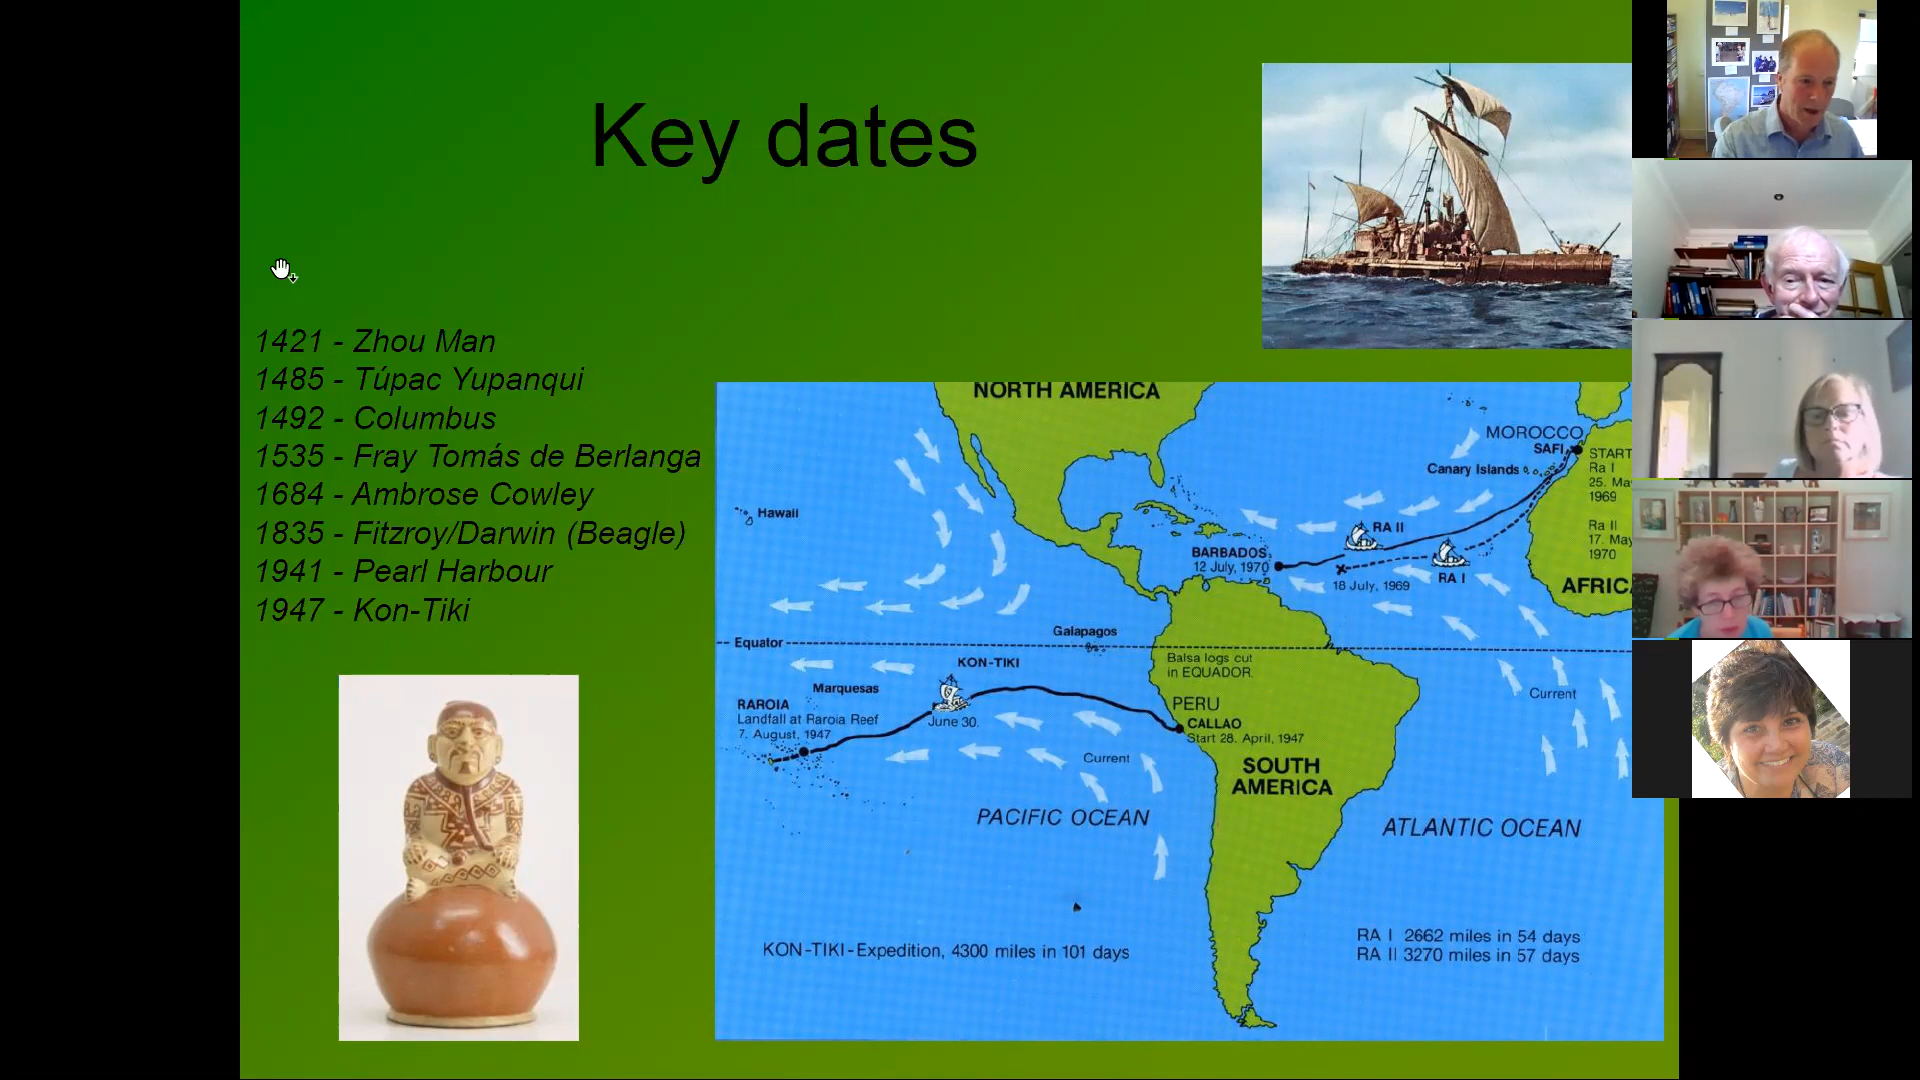 Key dates
1421 - Zhou Man
1485 - Túpac Yupanqui
1492 - Columbus
1535 - Fray Tomás de Berlanga
1684 - Ambrose Cowley
1835 - Fitzroy/Darwin (Beagle)
1941 - Pearl Harbour
1947 - Kon-Tiki
NORTH AMERICA
MOROCCO
SAFI
START
Ra I
25. Ma
1969
Ra II
17. May
1970
Canary Islands
Hawaii
RA II
BARBADOS
12 July, 1970
RA I
18 July, 1969
AFRIC
Galapagos
Equator
KON-TIKI
Balsa logs cut
in EQUADOR.
Marquesas
RAROIA
Landfall at Raroia Reef
7. August, 1947
June 30.
PERU
CALLAO
Start 28. April, 1947
Current
Current
SOUTH
AMERICA
PACIFIC OCEAN
ATLANTIC OCEAN
KON-TIKI-Expedition, 4300 miles in 101 days
RA I 2662 miles in 54 days
RA II 3270 miles in 57 days